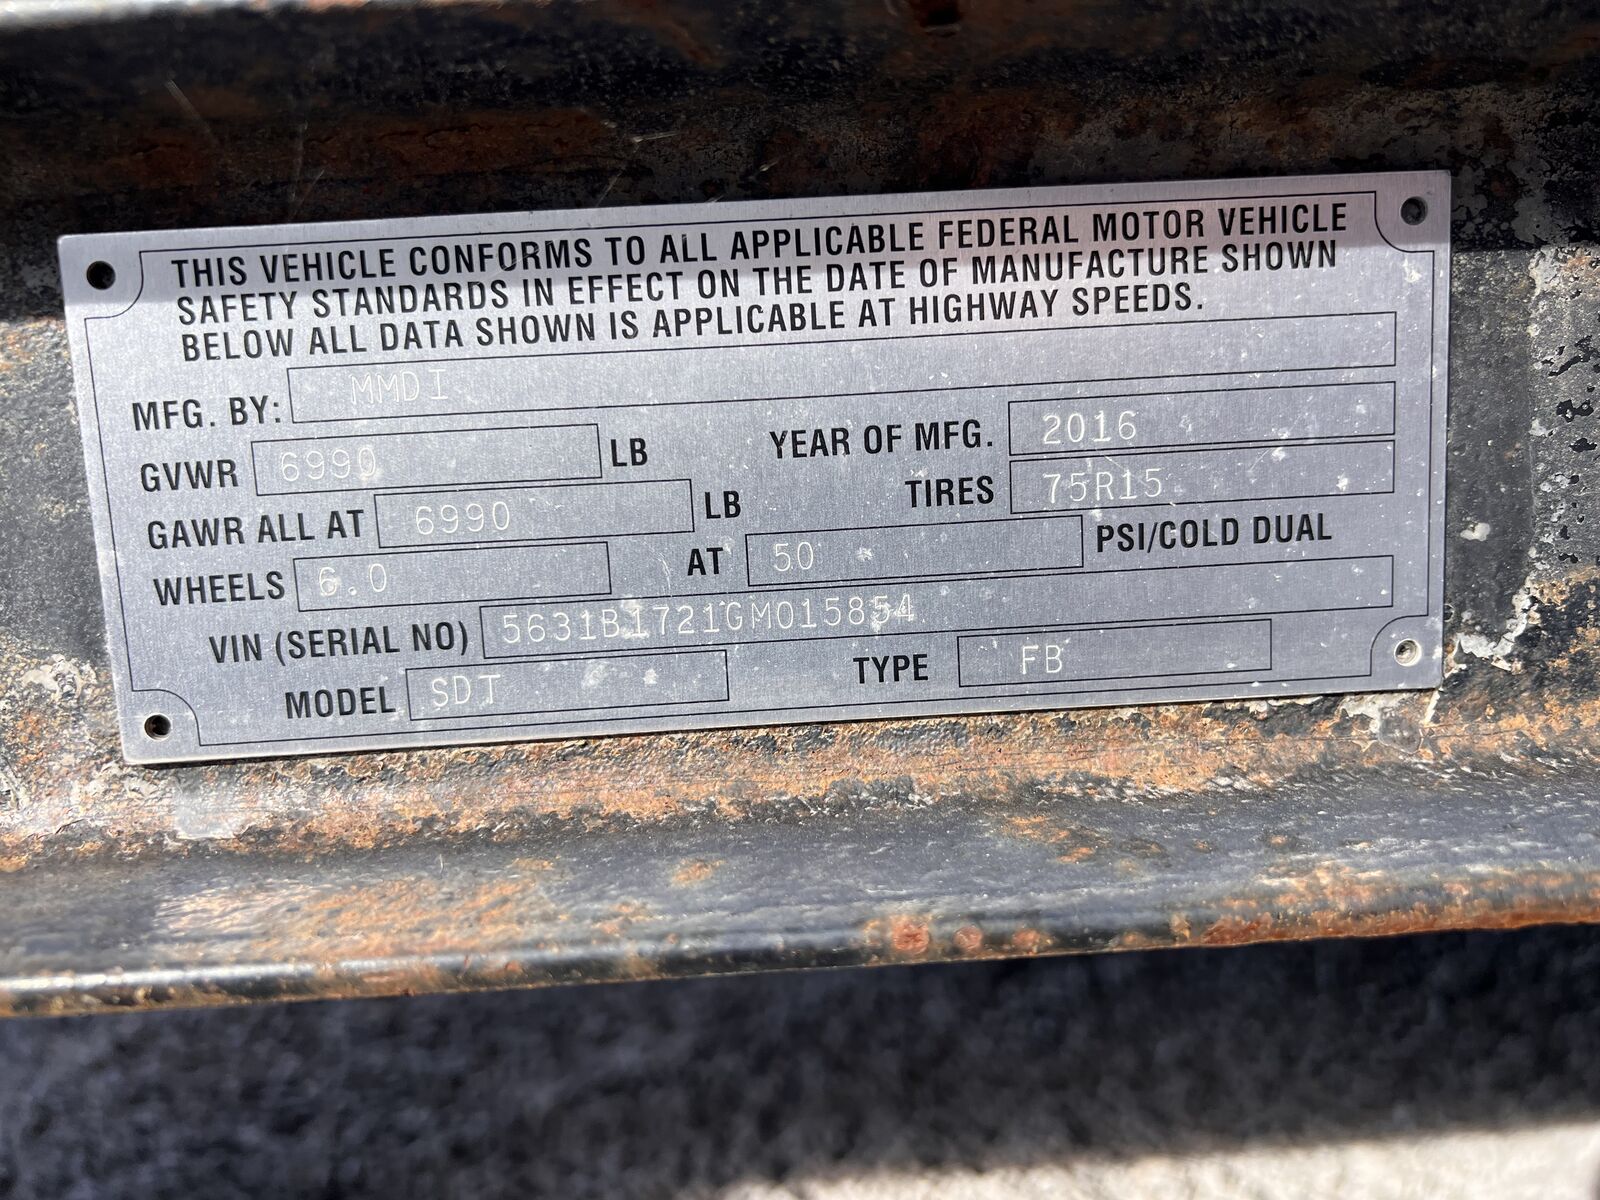 THIS VEHICLE CONFORMS TO ALL APPLICABLE FEDERAL MOTOR VEHICLE
SAFETY STANDARDS IN EFFECT ON THE DATE OF MANUFACTURE SHOWN
BELOW ALL DATA SHOWN IS APPLICABLE AT HIGHWAY SPEEDS.
MFG. BY: MMDI
GVWR 6990 LB YEAR OF MFG. 2016
GAWR ALL AT 6990 LB TIRES 75R15
WHEELS 6.0 AT 50 PSI/COLD DUAL
VIN (SERIAL NO) 5631B1721GM015854
MODEL SDT TYPE FB